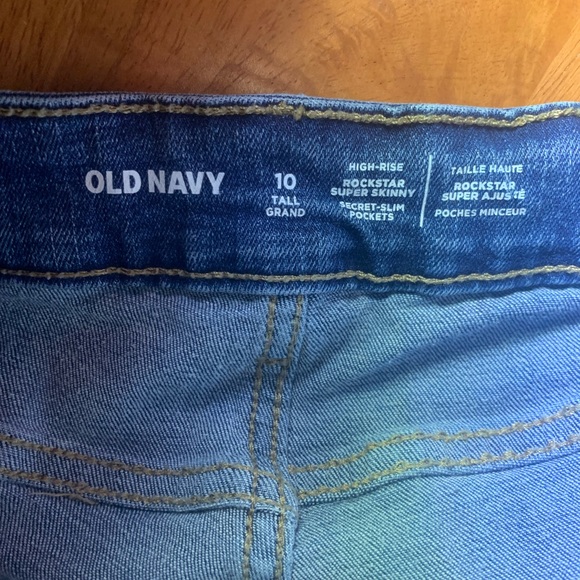 OLD NAVY
10
TALL
GRAND
HIGH-RISE
ROCKSTAR
SUPER SKINNY
SECRET-SLIM
POCKETS
TAILLE HAUTE
ROCKSTAR
SUPER AJUSTÉ
POCHES MINCEUR